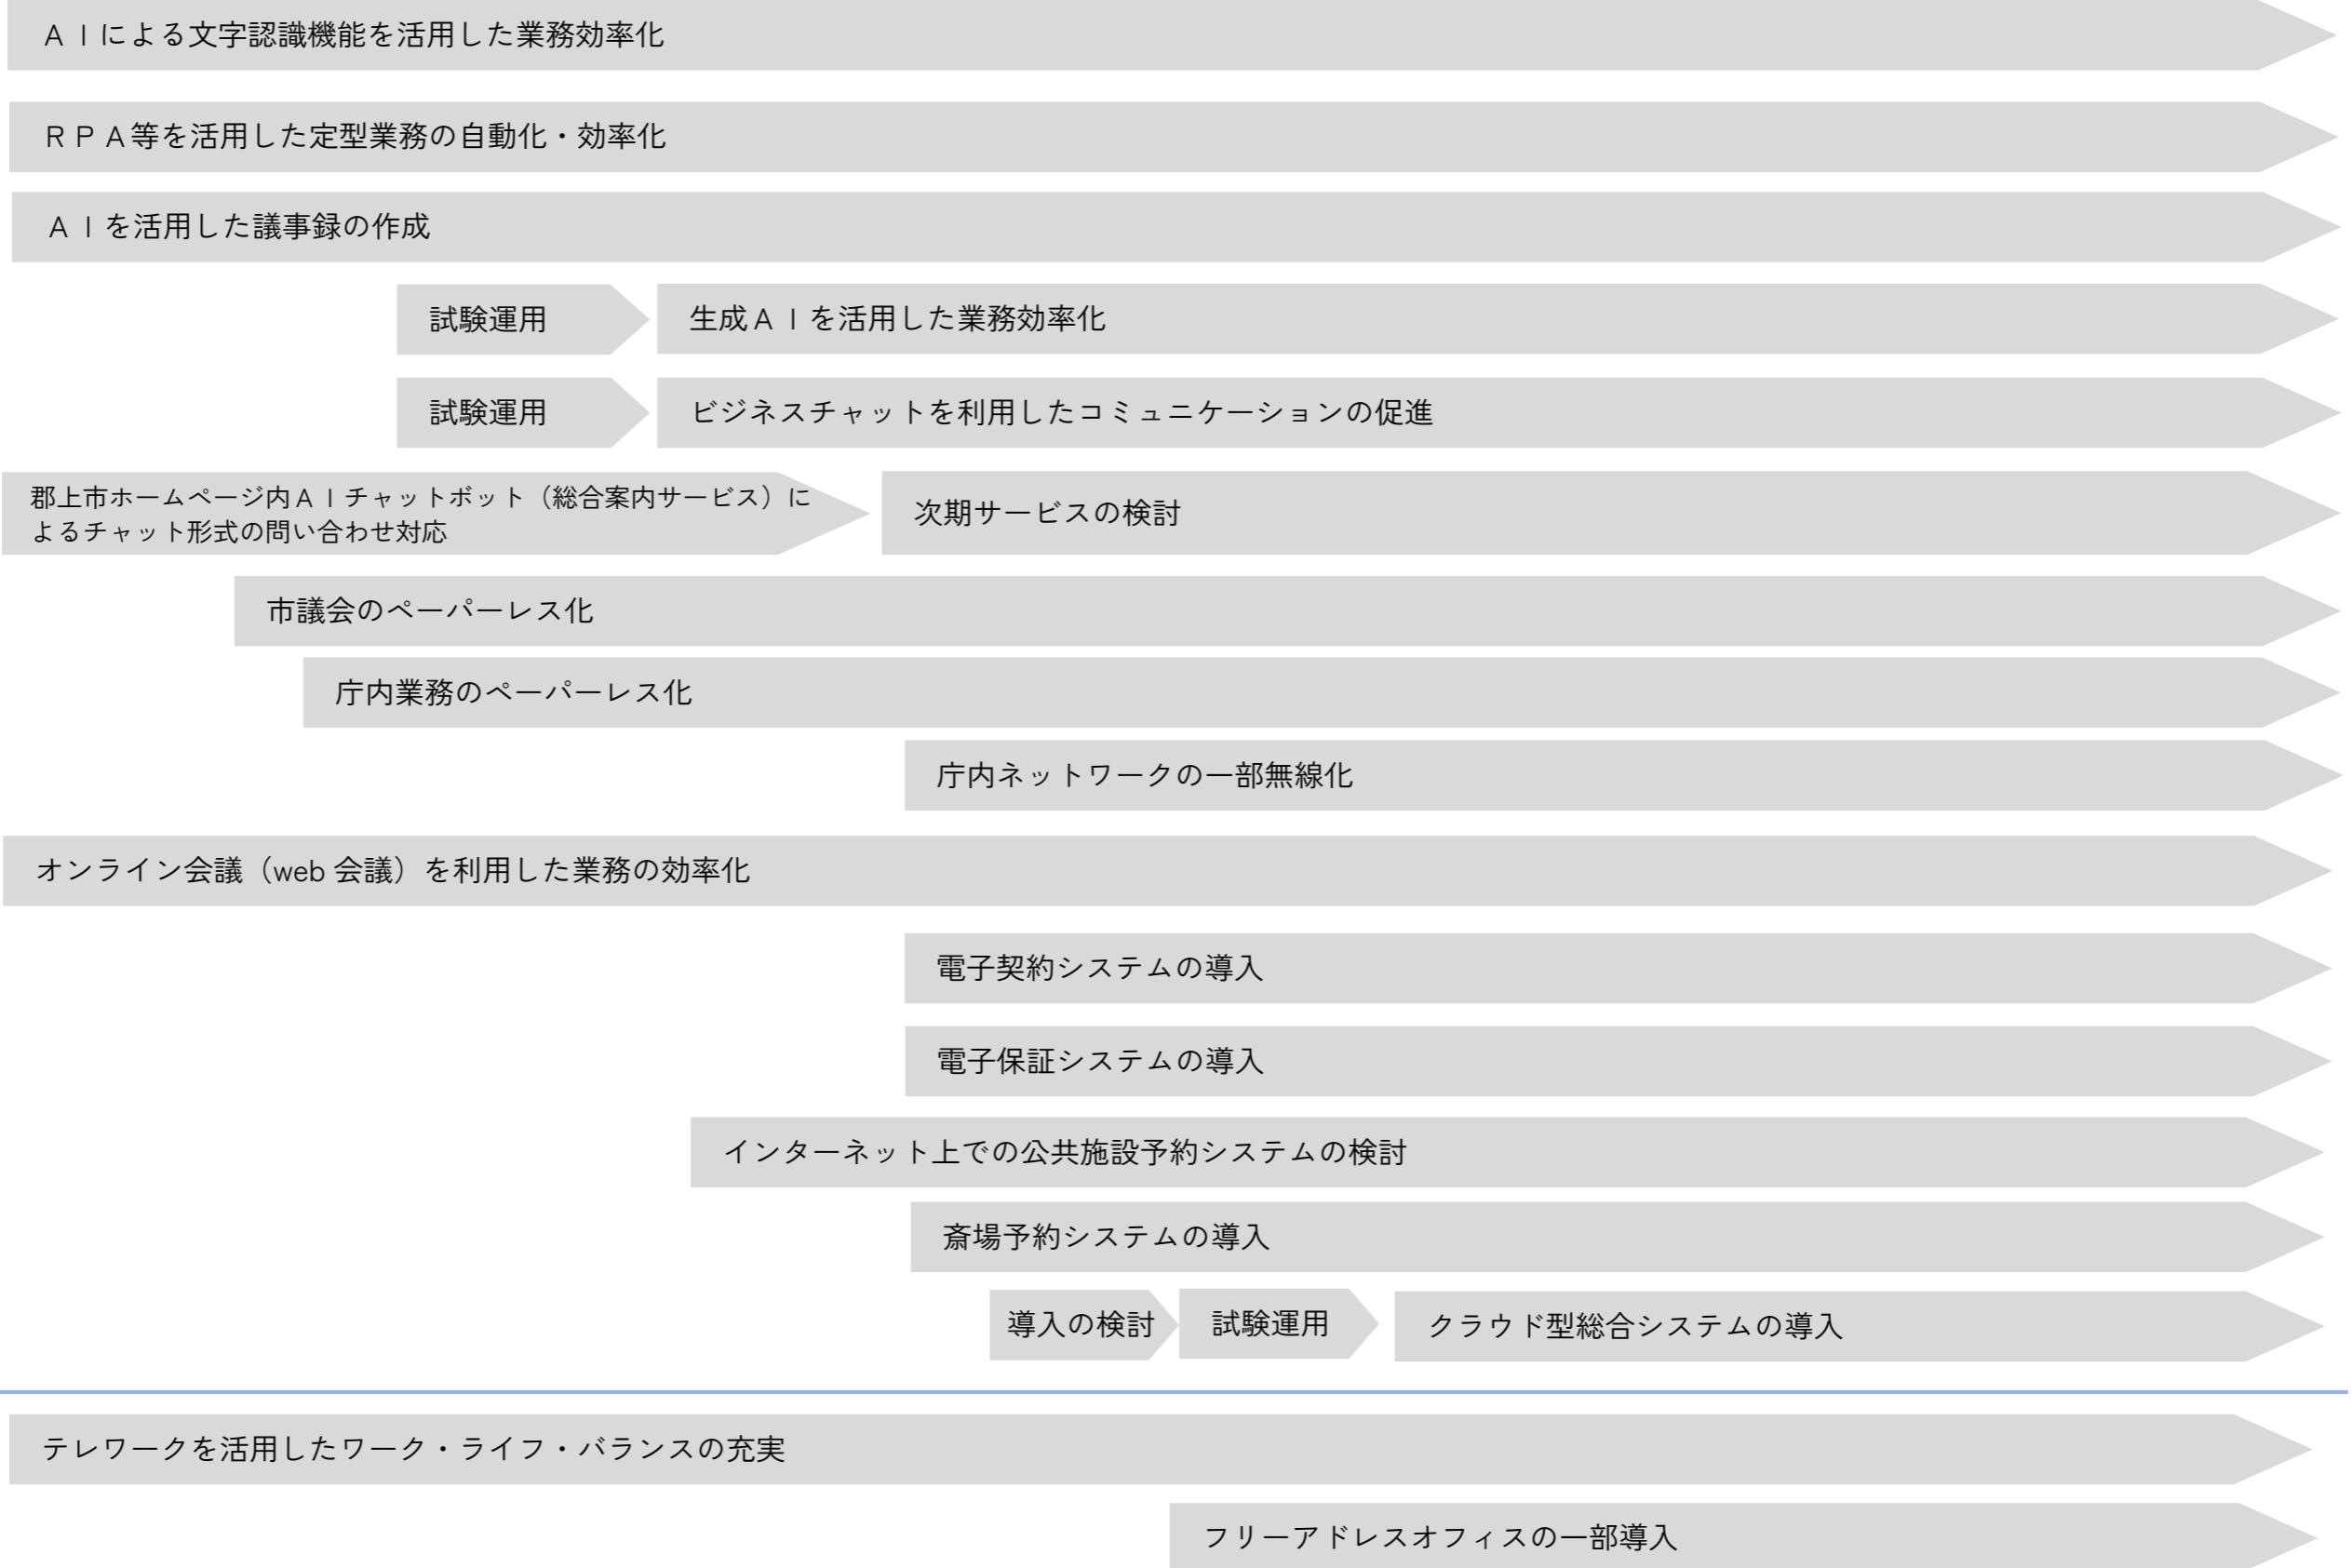 ＡＩによる文字認識機能を活用した業務効率化
ＲＰＡ等を活用した定型業務の自動化・効率化
ＡＩを活用した議事録の作成
試験運用
生成ＡＩを活用した業務効率化
試験運用
ビジネスチャットを利用したコミュニケーションの促進
郡上市ホームページ内ＡＩチャットボット（総合案内サービス）に
よるチャット形式の問い合わせ対応
次期サービスの検討
市議会のペーパーレス化
庁内業務のペーパーレス化
庁内ネットワークの一部無線化
オンライン会議（web 会議）を利用した業務の効率化
電子契約システムの導入
電子保証システムの導入
インターネット上での公共施設予約システムの検討
斎場予約システムの導入
導入の検討
試験運用
クラウド型総合システムの導入
テレワークを活用したワーク・ライフ・バランスの充実
フリーアドレスオフィスの一部導入